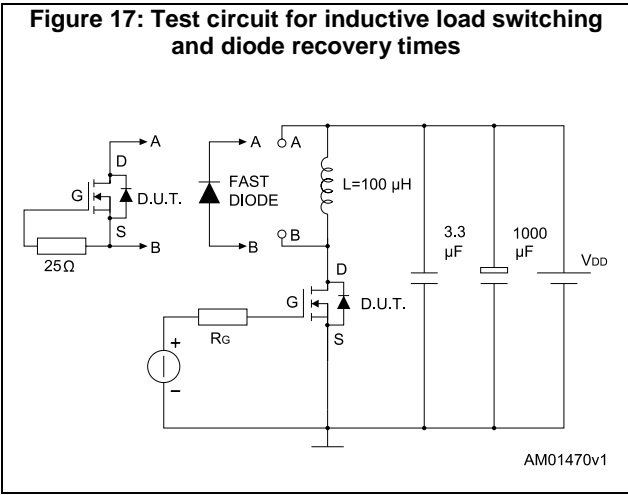 Figure 17: Test circuit for inductive load switching
and diode recovery times
A
D
G
D.U.T.
S
B
25Ω
A
FAST
DIODE
B
A
L=100 µH
B
D
G
D.U.T.
S
RG
+
-
3.3
µF
1000
µF
VDD
AM01470v1